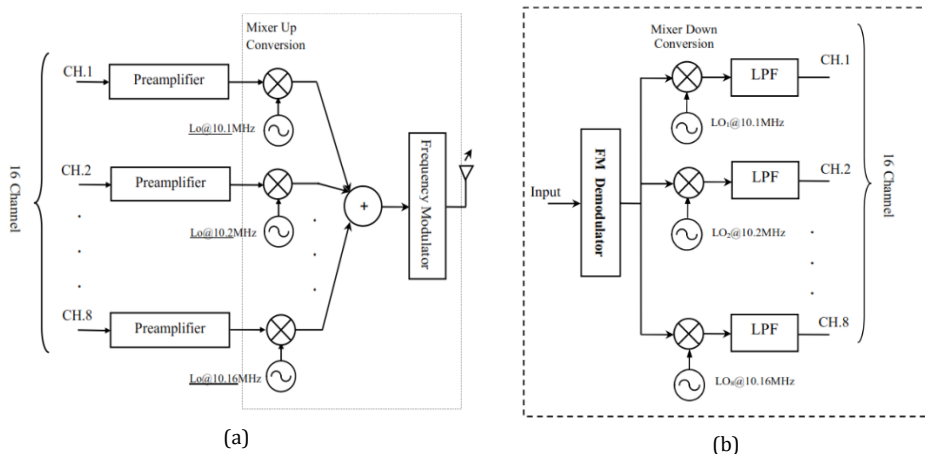 Mixer Up
Conversion
CH.1
Preamplifier
Lo@10.1MHz
16 Channel
CH.2
Preamplifier
Lo@10.2MHz
+
Frequency Modulator
CH.8
Preamplifier
Lo@10.16MHz
(a)
Mixer Down
Conversion
LPF
CH.1
LO₁@10.1MHz
FM Demodulator
Input
LPF
CH.2
LO₂@10.2MHz
16 Channel
LPF
CH.8
LO₈@10.16MHz
(b)